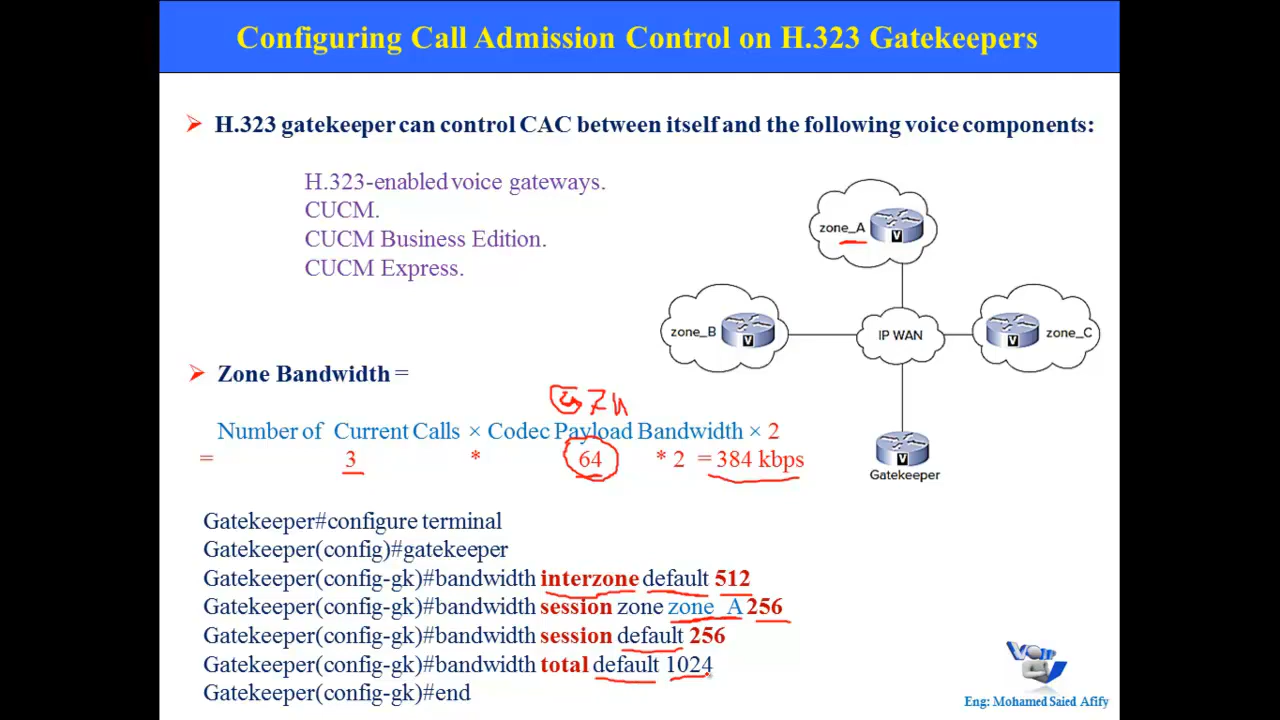 Configuring Call Admission Control on H.323 Gatekeepers
H.323 gatekeeper can control CAC between itself and the following voice components:
H.323-enabled voice gateways.
CUCM.
CUCM Business Edition.
CUCM Express.
zone_A
V
zone_B
V
IP WAN
V
zone_C
V
Gatekeeper
Zone Bandwidth =
Number of Current Calls × Codec Payload Bandwidth × 2
= 3 * 64 * 2 = 384 kbps
Gatekeeper#configure terminal
Gatekeeper(config)#gatekeeper
Gatekeeper(config-gk)#bandwidth interzone default 512
Gatekeeper(config-gk)#bandwidth session zone zone_A 256
Gatekeeper(config-gk)#bandwidth session default 256
Gatekeeper(config-gk)#bandwidth total default 1024
Gatekeeper(config-gk)#end
VOIP
Eng: Mohamed Saied Afify